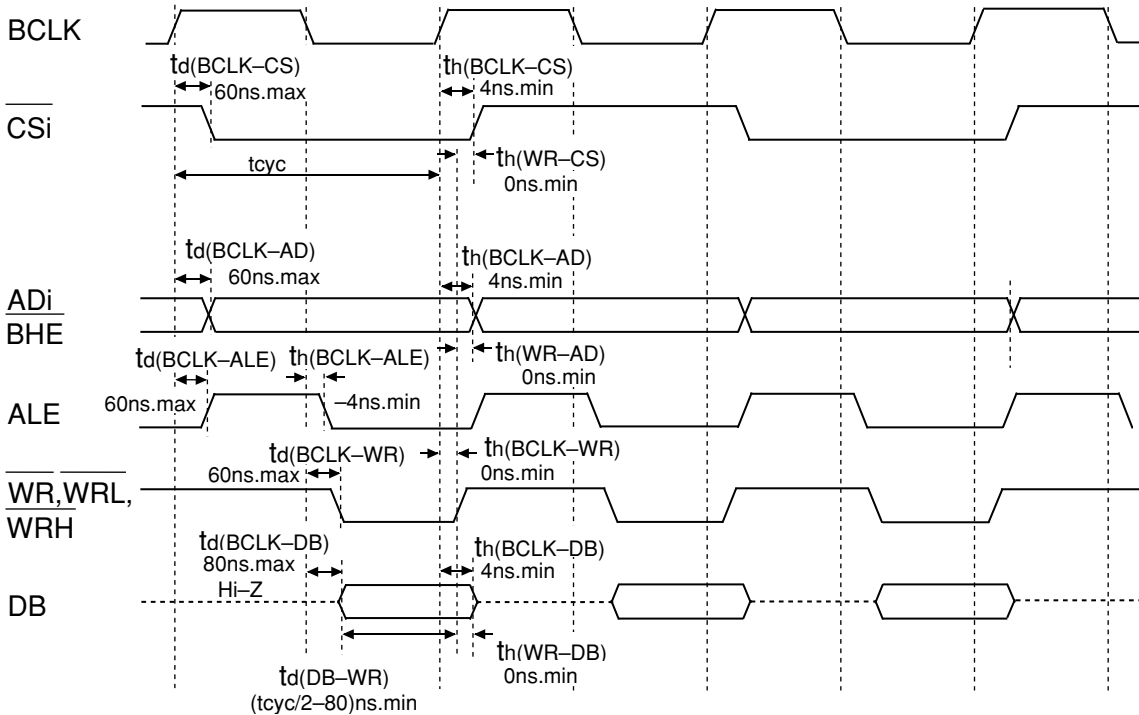 BCLK
td(BCLK–CS)
60ns.max
th(BCLK–CS)
4ns.min
CSi
tcyc
th(WR–CS)
0ns.min
td(BCLK–AD)
60ns.max
th(BCLK–AD)
4ns.min
ADi
BHE
td(BCLK–ALE)
60ns.max
th(BCLK–ALE)
–4ns.min
th(WR–AD)
0ns.min
ALE
td(BCLK–WR)
60ns.max
th(BCLK–WR)
0ns.min
WR,WRL,
WRH
td(BCLK–DB)
80ns.max
th(BCLK–DB)
4ns.min
Hi–Z
DB
td(DB–WR)
(tcyc/2–80)ns.min
th(WR–DB)
0ns.min